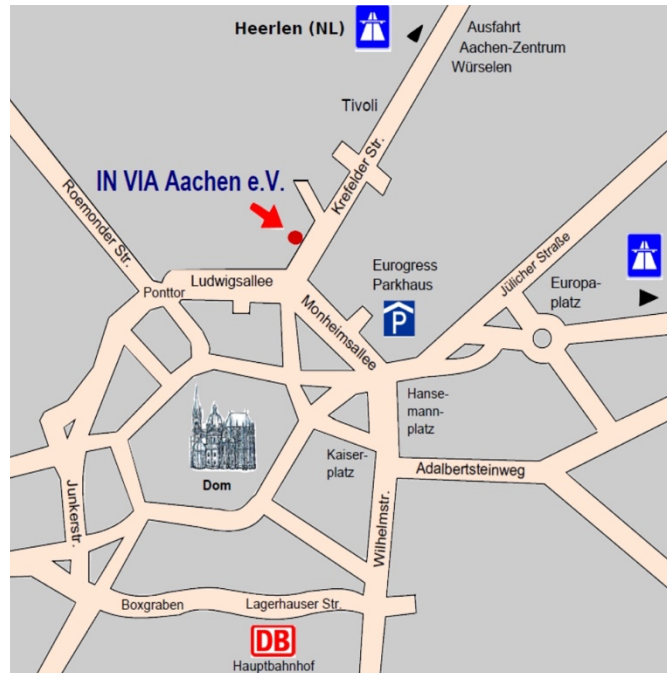 Heerlen (NL)
Ausfahrt
Aachen-Zentrum
Würselen
Tivoli
Krefelder Str.
IN VIA Aachen e.V.
Roermonder Str.
Ponttor
Ludwigsallee
Monheimsallee
Eurogress
Parkhaus
P
Jülicher Straße
Europa-
platz
Hanse-
mann-
platz
Kaiser-
platz
Adalbertsteinweg
Dom
Junkerstr.
Wilhelmstr.
Boxgraben
Lagerhauser Str.
DB
Hauptbahnhof